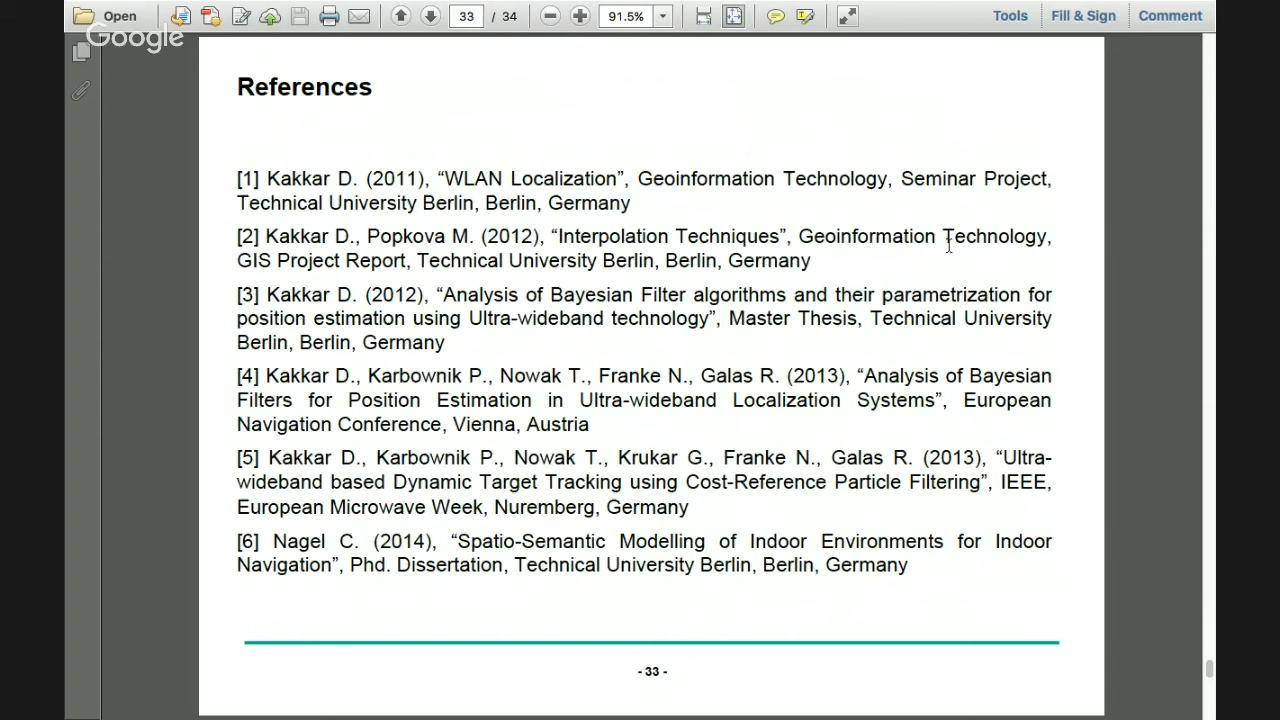 Open
33 / 34
91.5%
Tools
Fill & Sign
Comment
Google
References
[1] Kakkar D. (2011), “WLAN Localization”, Geoinformation Technology, Seminar Project,
Technical University Berlin, Berlin, Germany
[2] Kakkar D., Popkova M. (2012), “Interpolation Techniques”, Geoinformation Technology,
GIS Project Report, Technical University Berlin, Berlin, Germany
[3] Kakkar D. (2012), “Analysis of Bayesian Filter algorithms and their parametrization for
position estimation using Ultra-wideband technology”, Master Thesis, Technical University
Berlin, Berlin, Germany
[4] Kakkar D., Karbownik P., Nowak T., Franke N., Galas R. (2013), “Analysis of Bayesian
Filters for Position Estimation in Ultra-wideband Localization Systems”, European
Navigation Conference, Vienna, Austria
[5] Kakkar D., Karbownik P., Nowak T., Krukar G., Franke N., Galas R. (2013), “Ultra-
wideband based Dynamic Target Tracking using Cost-Reference Particle Filtering”, IEEE,
European Microwave Week, Nuremberg, Germany
[6] Nagel C. (2014), “Spatio-Semantic Modelling of Indoor Environments for Indoor
Navigation”, Phd. Dissertation, Technical University Berlin, Berlin, Germany
- 33 -